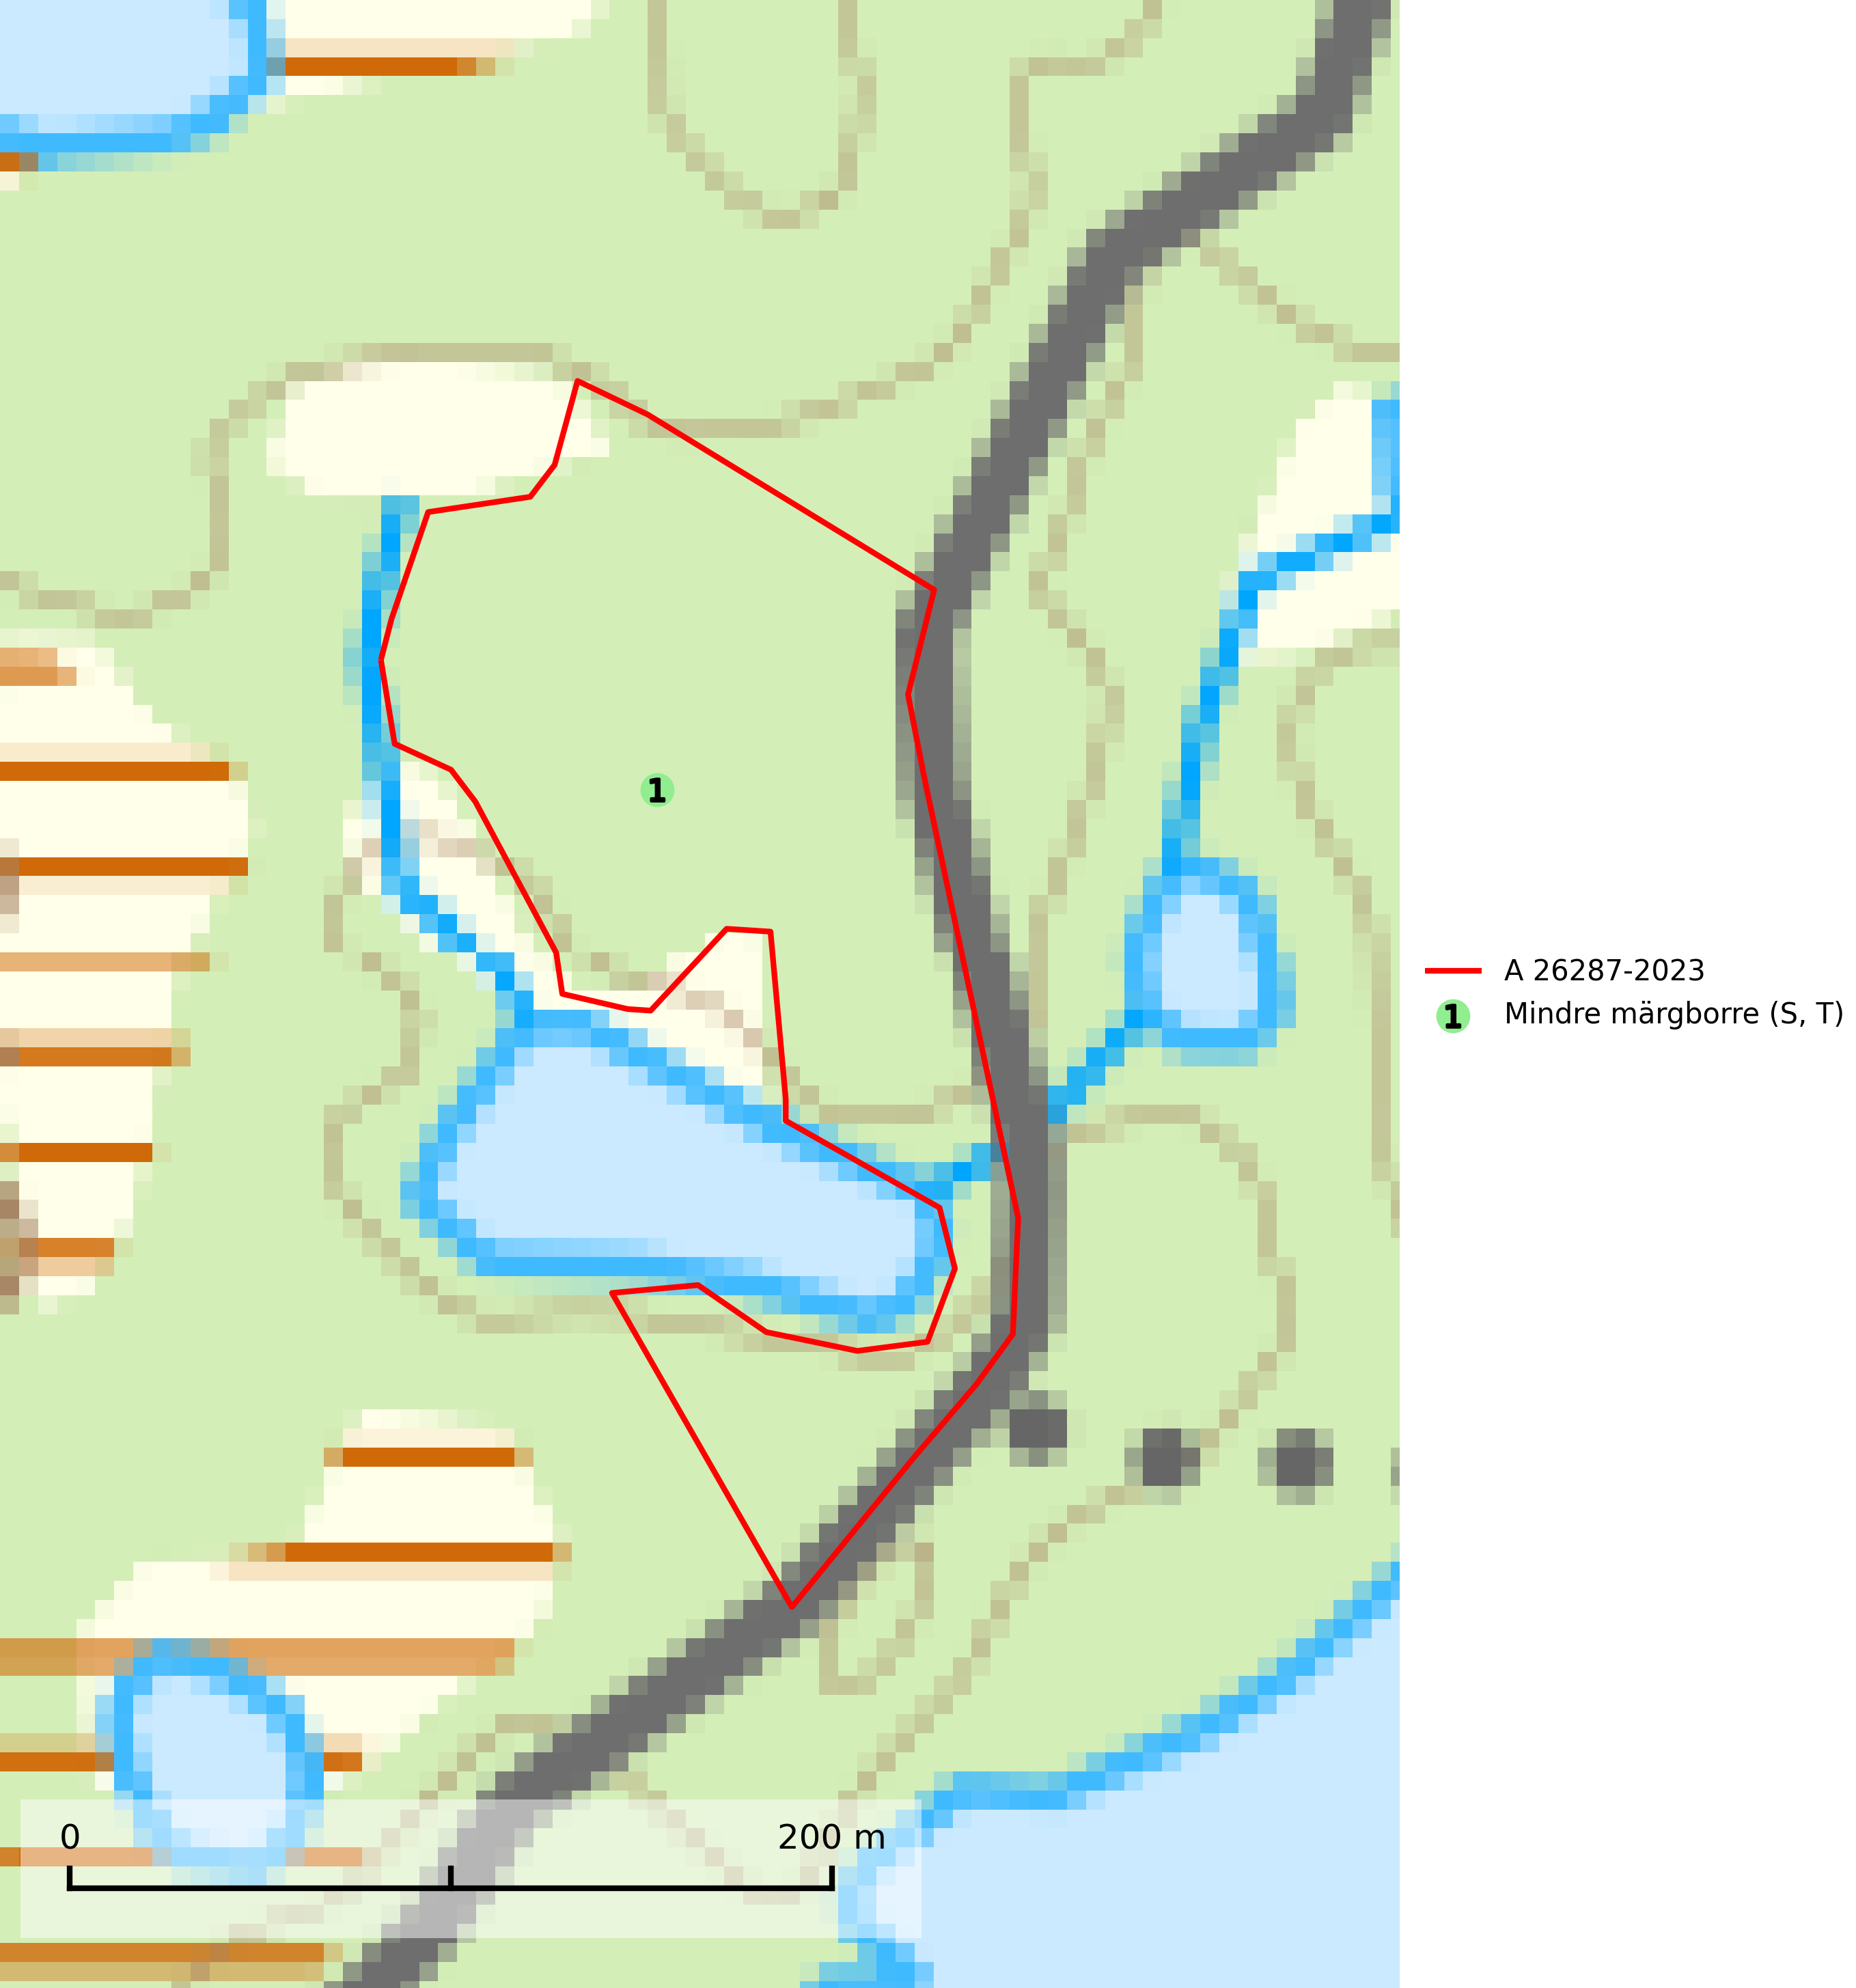 1
A 26287-2023
1 Mindre märgborre (S, T)
0 200 m